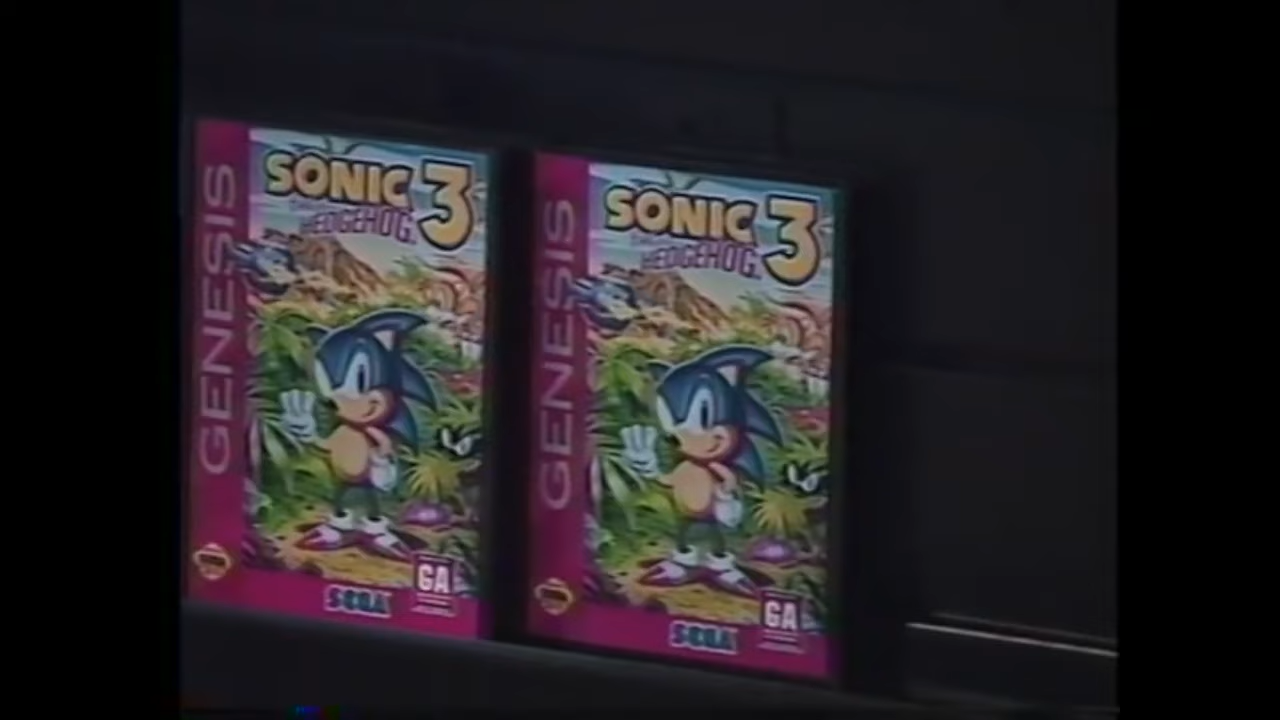 GENESIS
SONIC 3
HEDGEHOG
GA
SEGA
GENESIS
SONIC 3
HEDGEHOG
GA
SEGA